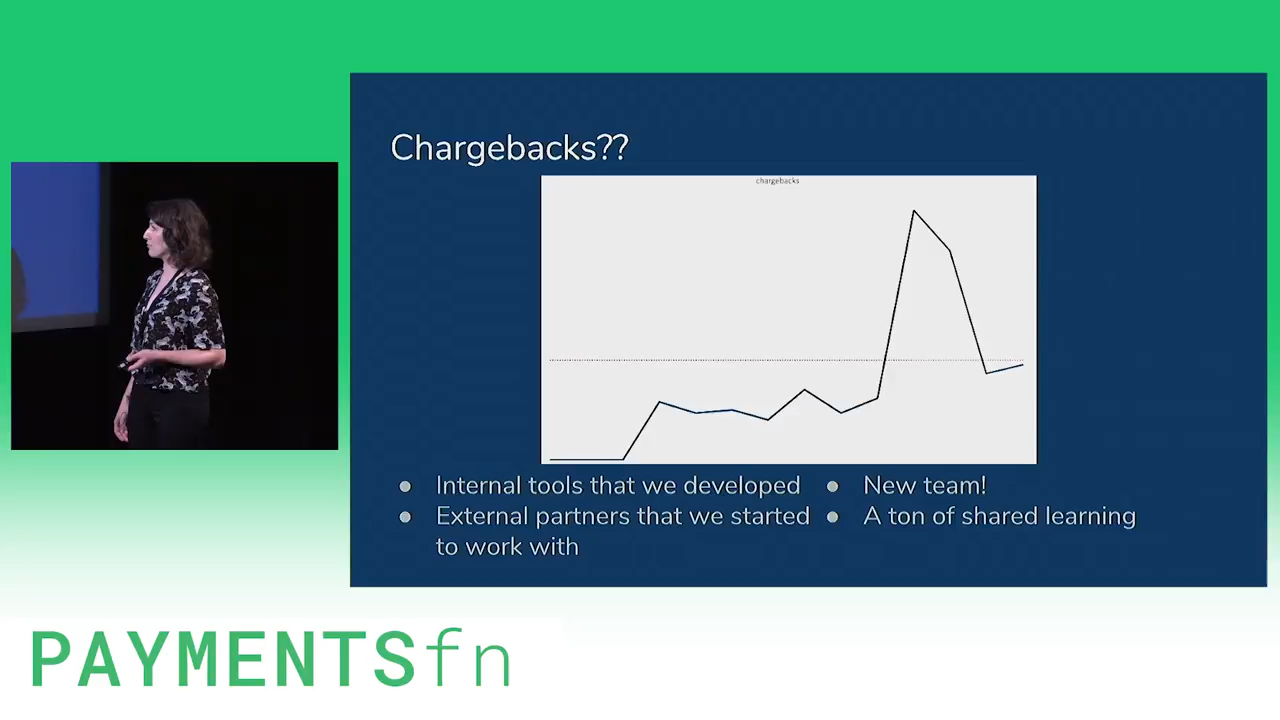 Chargebacks??
chargebacks
● Internal tools that we developed
● External partners that we started
to work with
● New team!
● A ton of shared learning
PAYMENTSfn